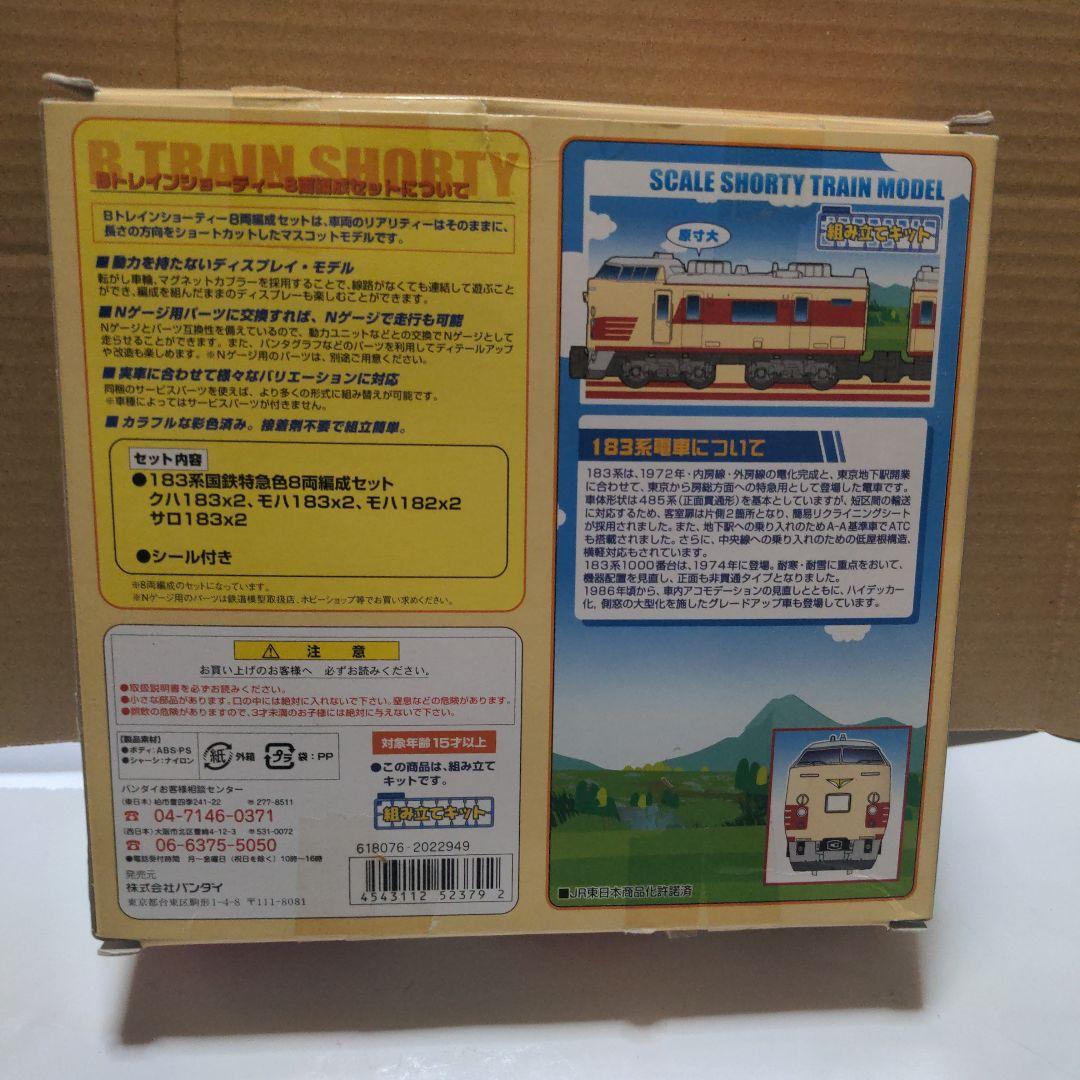 B TRAIN SHORTY
Bトレインショーティー8両編成セットについて
Bトレインショーティー8両編成セットは、車両のリアリティーはそのままに、
長さの方向をショートカットしたマスコットモデルです。
■動力を持たないディスプレイ・モデル
転がし車輪、マグネットカプラーを採用することで、線路がなくても連結して遊ぶこと
ができ、編成を組んだままのディスプレーも楽しむことができます。
■Nゲージ用パーツに交換すれば、Nゲージで走行も可能
Nゲージとパーツ互換性を備えているので、動力ユニットなどとの交換でNゲージとして
走らせることができます。また、パンタグラフなどのパーツを利用してディテールアップ
や改造も楽しめます。※Nゲージ用のパーツは、別途ご用意ください。
■実車に合わせて様々なバリエーションに対応
同梱のサービスパーツを使えば、より多くの形式に組み替えが可能です。
※車種によってはサービスパーツが付きません。
■カラフルな彩色済み。接着剤不要で組立簡単。
セット内容
●183系国鉄特急色8両編成セット
クハ183x2、モハ183x2、モハ182x2
サロ183x2
●シール付き
※8両編成のセットになっています。
※Nゲージ用のパーツは鉄道模型取扱店、ホビーショップ等でお買い求めください。
注意
お買い上げのお客様へ 必ずお読みください。
●取扱説明書を必ずお読みください。
●小さな部品があります。口の中には絶対に入れないで下さい。窒息などの危険があります。
●誤飲の危険がありますので、3才未満のお子様には絶対に与えないで下さい。
【製品素材】
●ボディ:ABS・PS
●シャーシ:ナイロン
紙 外箱 プラ 袋:PP
対象年齢15才以上
●この商品は、組み立て
キットです。
組み立てキット
バンダイお客様相談センター
(東日本)柏市豊四季241-22 ☎277-8511
☎ 04-7146-0371
(西日本)大阪市北区豊崎4-12-3 ☎531-0072
☎ 06-6375-5050
●電話受付時間 月〜金曜日(祝日を除く)10時〜16時
発売元
株式会社バンダイ
東京都台東区駒形1-4-8 〒111-8081
618076-2022949
4543112 52379 2
SCALE SHORTY TRAIN MODEL
組み立てキット
原寸大
183系電車について
183系は、1972年・内房線・外房線の電化完成と、東京地下駅開業
に合わせて、東京から房総方面への特急用として登場した電車です。
車体形状は485系(正面貫通形)を基本としていますが、短区間の輸送
に対応するため、客室扉は片側2箇所となり、簡易リクライニングシート
が採用されました。また、地下駅への乗り入れのためA-A基準車でATC
も搭載されました。さらに、中央線への乗り入れのための低屋根構造、
横軽対応もされています。
183系1000番台は、1974年に登場。耐寒・耐雪に重点をおいて、
機器配置を見直し、正面も非貫通タイプとなりました。
1986年頃から、車内アコモデーションの見直しとともに、ハイデッカー
化、側窓の大型化を施したグレードアップ車も登場しています。
■JR東日本商品化許諾済